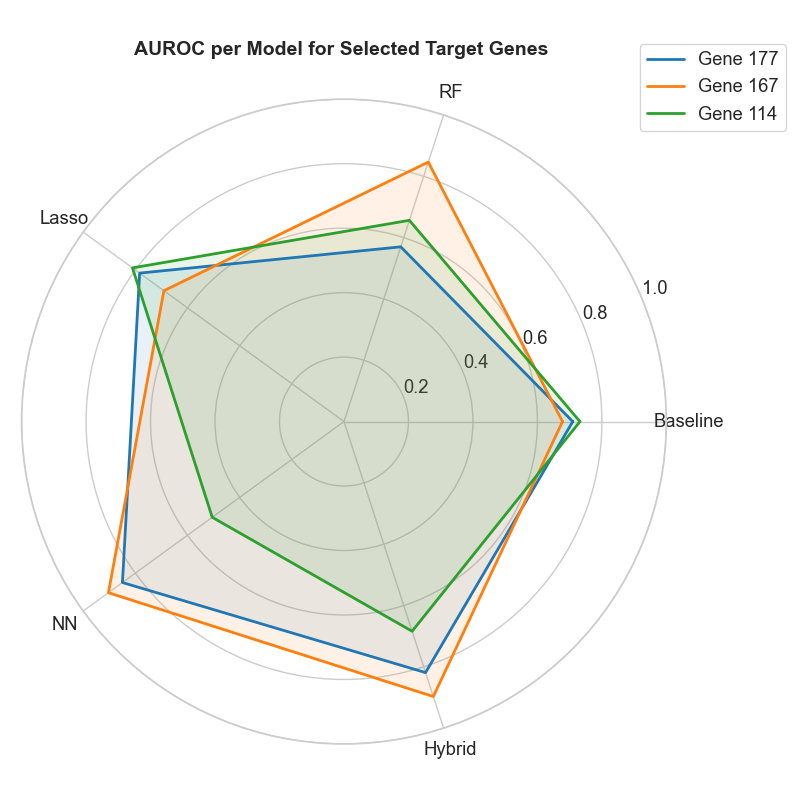 AUROC per Model for Selected Target Genes
Gene 177
Gene 167
Gene 114
RF
Lasso
1.0
0.8
0.6
0.4
0.2
Baseline
NN
Hybrid